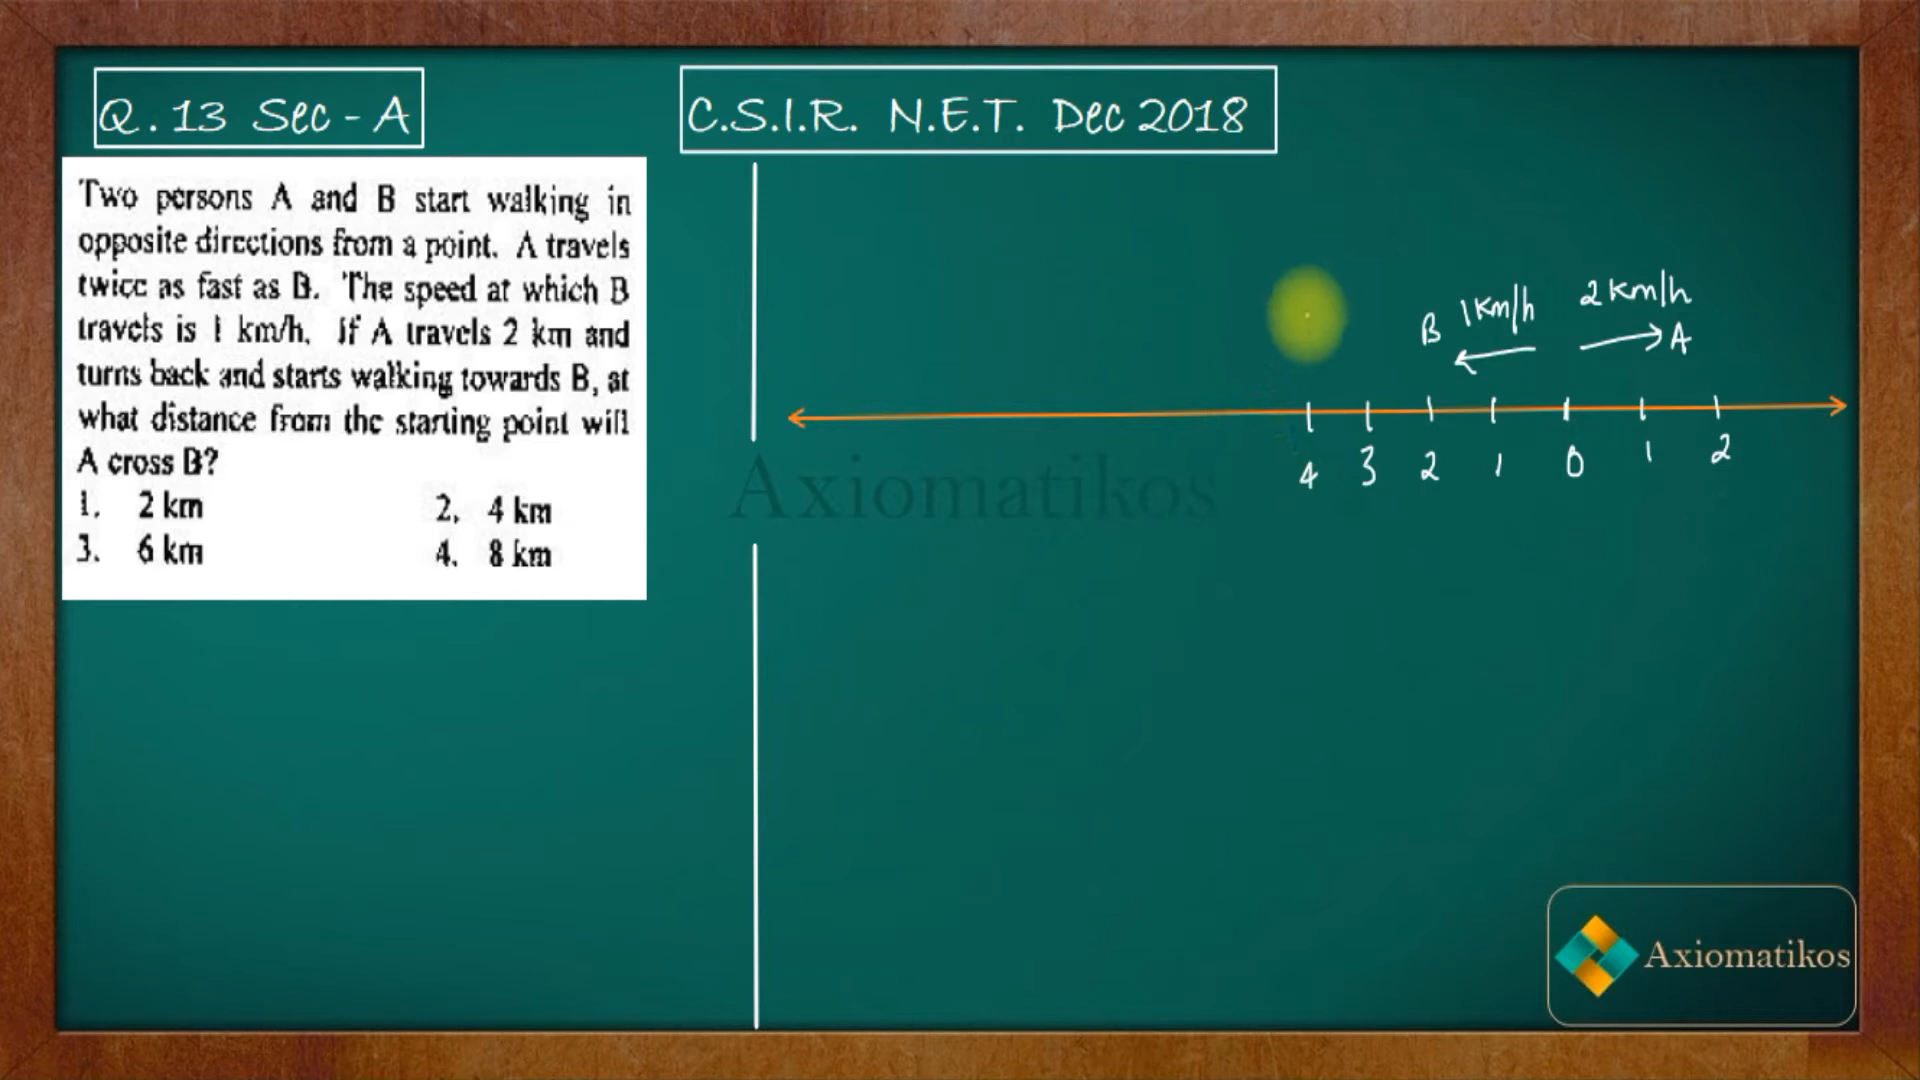 Q. 13 Sec - A
C.S.I.R. N.E.T. Dec 2018
Two persons A and B start walking in
opposite directions from a point. A travels
twice as fast as B. The speed at which B
travels is 1 km/h. If A travels 2 km and
turns back and starts walking towards B, at
what distance from the starting point will
A cross B?
1. 2 km 2. 4 km
3. 6 km 4. 8 km
B 1Km/h 2Km/h A
4 3 2 1 0 1 2
Axiomatikos
Axiomatikos